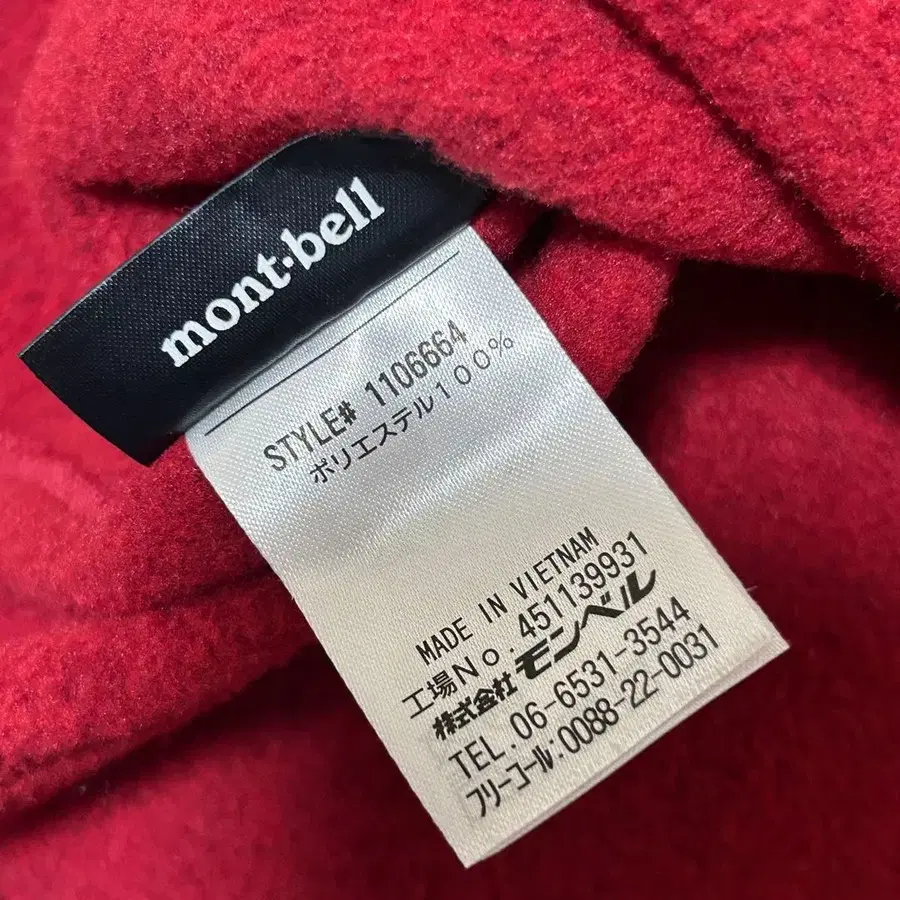 mont·bell
STYLE# 1106664
ポリエステル100%
MADE IN VIETNAM
工場No. 451139931
株式会社モンベル
TEL. 06-6531-3544
フリーコール:0088-22-0031